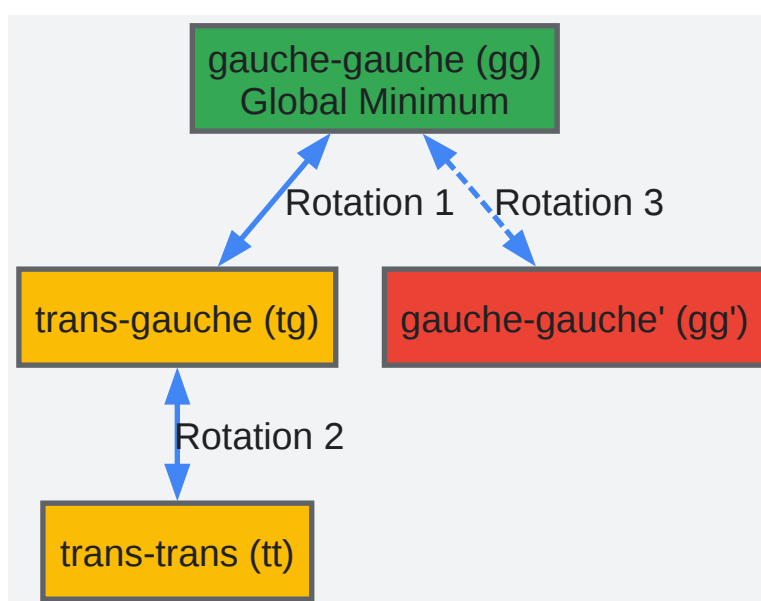 gauche-gauche (gg)
Global Minimum
Rotation 1
Rotation 3
trans-gauche (tg)
gauche-gauche' (gg')
Rotation 2
trans-trans (tt)